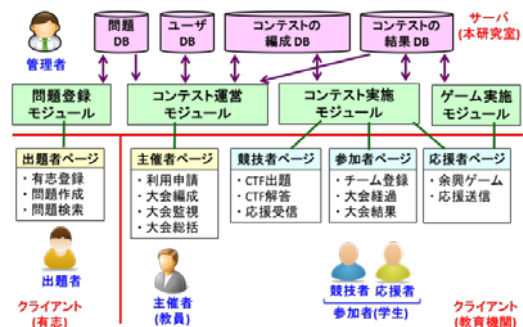 サーバ
(本研究室)
管理者
問題
DB
ユーザ
DB
コンテストの
編成 DB
コンテストの
結果 DB
問題登録
モジュール
コンテスト運営
モジュール
コンテスト実施
モジュール
ゲーム実施
モジュール
出題者ページ
・有志登録
・問題作成
・問題検索
主催者ページ
・利用申請
・大会編成
・大会監視
・大会総括
競技者ページ
・CTF出題
・CTF解答
・応援受信
参加者ページ
・チーム登録
・大会経過
・大会結果
応援者ページ
・余興ゲーム
・応援送信
出題者
主催者
(教員)
競技者 応援者
参加者(学生)
クライアント
(有志)
クライアント
(教育機関)